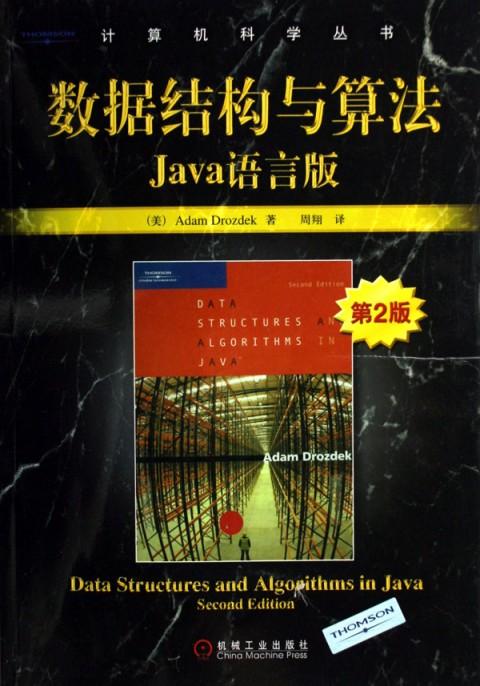 THOMSON
计算机科学丛书
数据结构与算法
Java语言版
(美) Adam Drozdek 著 周翔 译
THOMSON
Second Edition
DATA
STRUCTURES AN
ALGORITHMS IN
JAVA
第2版
Adam Drozdek
Data Structures and Algorithms in Java
Second Edition
机械工业出版社
China Machine Press
THOMSON